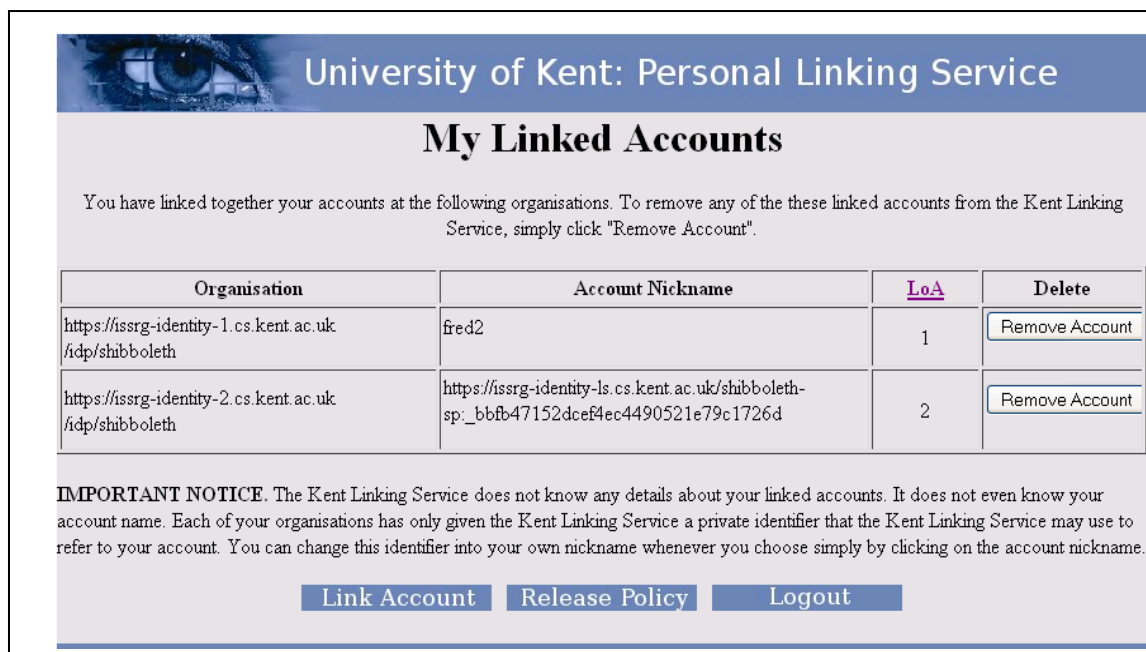 University of Kent: Personal Linking Service
My Linked Accounts
You have linked together your accounts at the following organisations. To remove any of the these linked accounts from the Kent Linking
Service, simply click "Remove Account".
Organisation Account Nickname LoA Delete
https://issrg-identity-1.cs.kent.ac.uk
/idp/shibboleth
fred2
1
Remove Account
https://issrg-identity-2.cs.kent.ac.uk
/idp/shibboleth
https://issrg-identity-ls.cs.kent.ac.uk/shibboleth-
sp:_bbfb47152dcef4ec4490521e79c1726d
2
Remove Account
IMPORTANT NOTICE. The Kent Linking Service does not know any details about your linked accounts. It does not even know your
account name. Each of your organisations has only given the Kent Linking Service a private identifier that the Kent Linking Service may use to
refer to your account. You can change this identifier into your own nickname whenever you choose simply by clicking on the account nickname.
Link Account Release Policy Logout